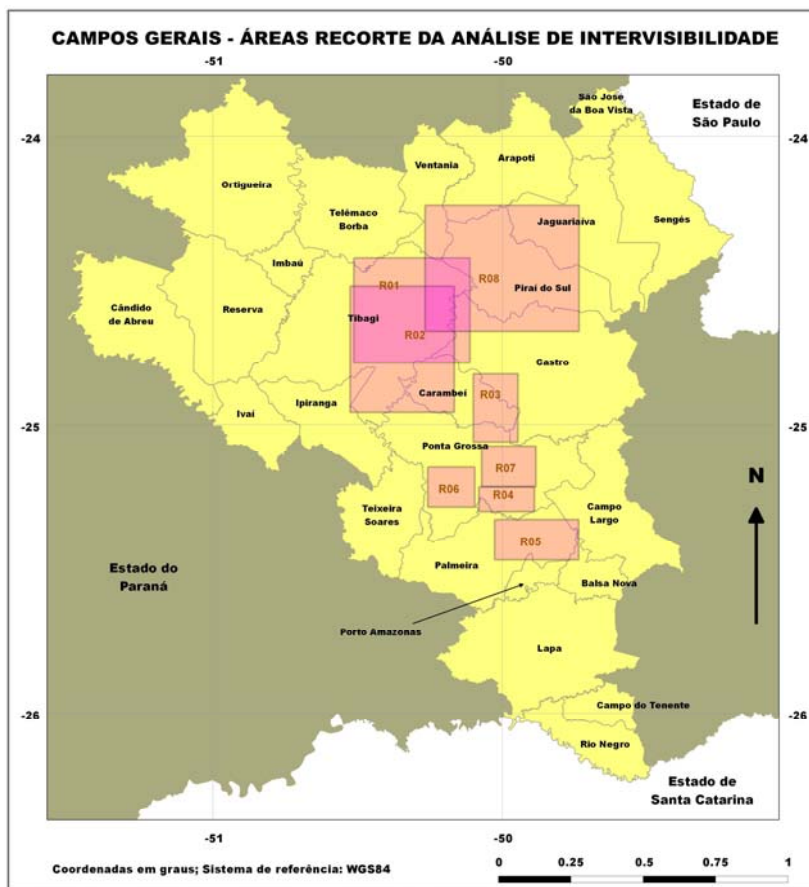 CAMPOS GERAIS - ÁREAS RECORTE DA ANÁLISE DE INTERVISIBILIDADE
-51
-50
-24
-24
São Jose
da Boa Vista
Estado de
São Paulo
Ventania
Arapotí
Ortigueira
Telêmaco
Borba
Jaguariaíva
Sengés
Imbaú
R01
R08
Piraí do Sul
Cândido
de Abreu
Reserva
Tibagi
R02
Castro
Carambeí
R03
Ivaí
Ipiranga
-25
-25
Ponta Grossa
R07
N
R06
R04
Teixeira
Soares
Campo
Largo
R05
Estado do
Paraná
Palmeira
Balsa Nova
Porto Amazonas
Lapa
-26
-26
Campo do Tenente
Rio Negro
Estado de
Santa Catarina
-51
-50
Coordenadas em graus; Sistema de referência: WGS84
0 0.25 0.5 0.75 1